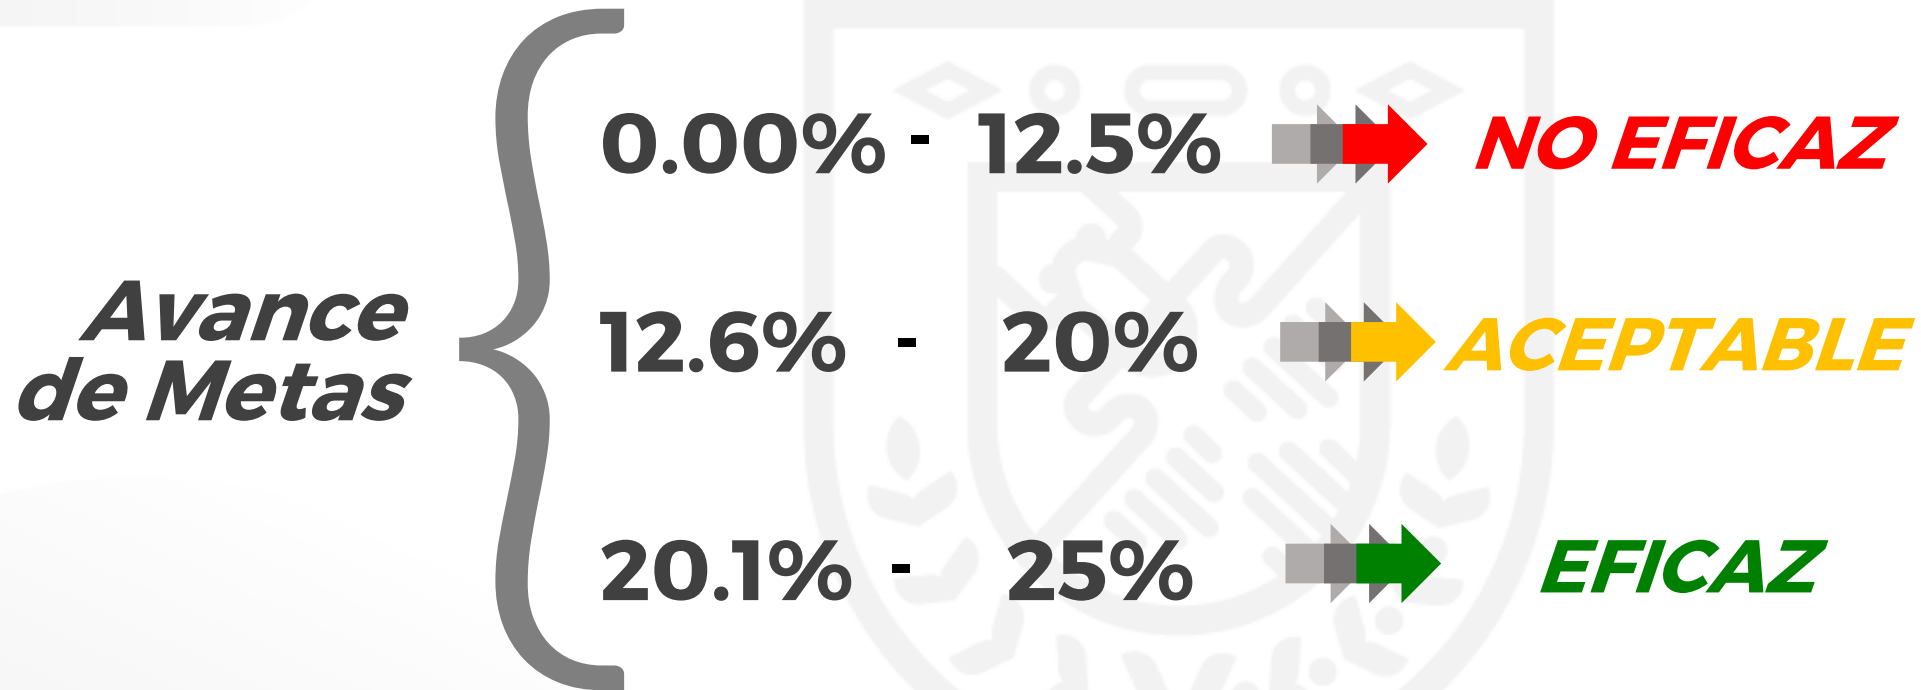 Avance
de Metas
0.00% - 12.5% NO EFICAZ
12.6% - 20% ACEPTABLE
20.1% - 25% EFICAZ